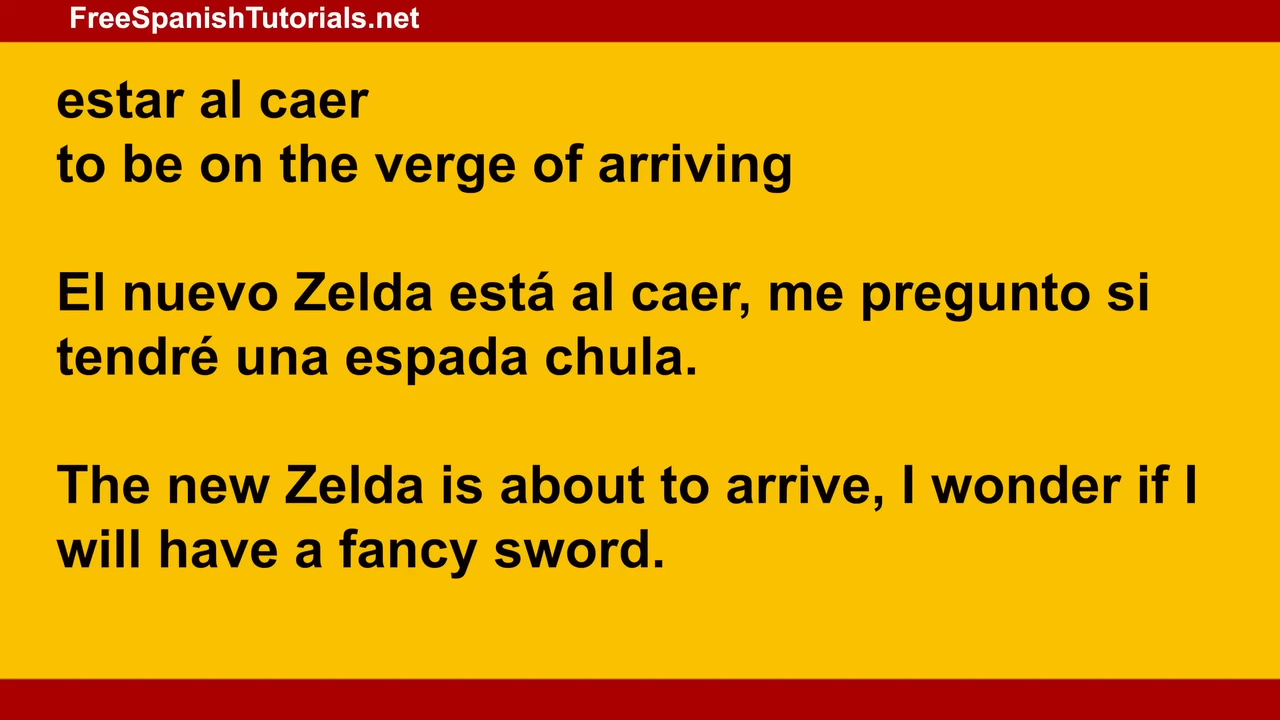 FreeSpanishTutorials.net
estar al caer
to be on the verge of arriving
El nuevo Zelda está al caer, me pregunto si
tendré una espada chula.
The new Zelda is about to arrive, I wonder if I
will have a fancy sword.